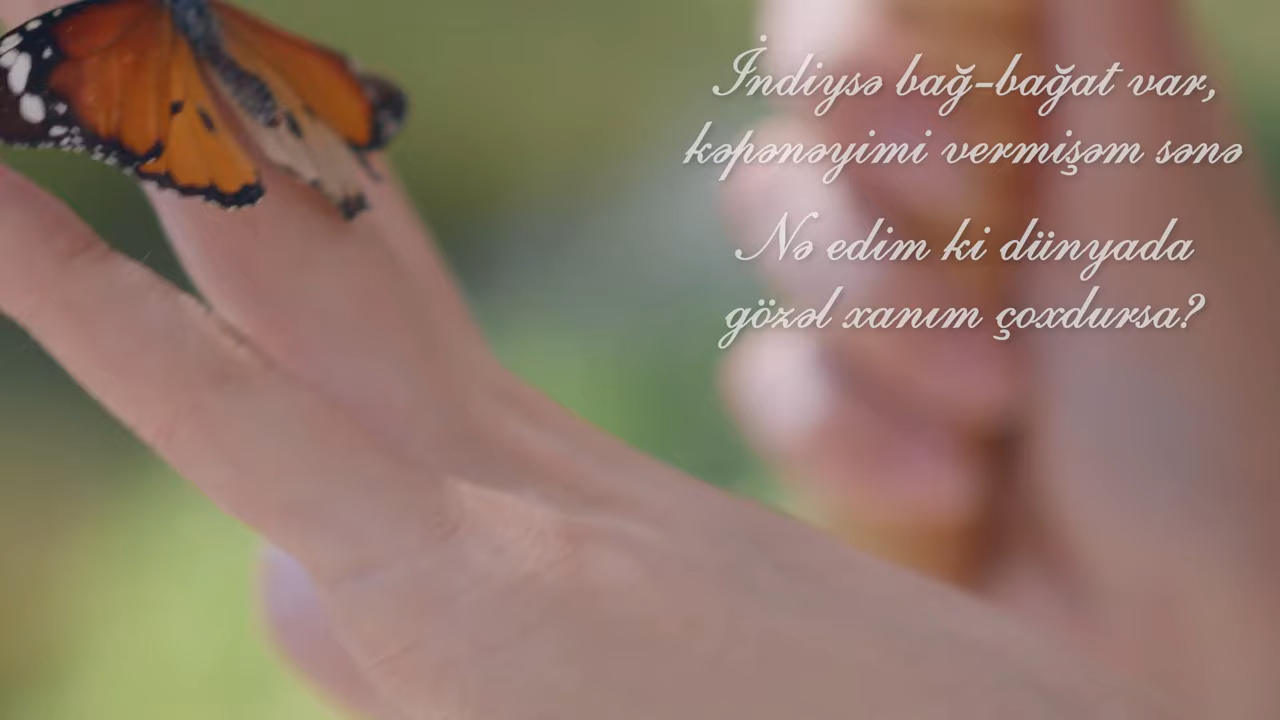 İndiysə bağ-bağat var,
kəpənəyimi vermişəm sənə
Nə edim ki dünyada
gözəl xanım çoxdursa?